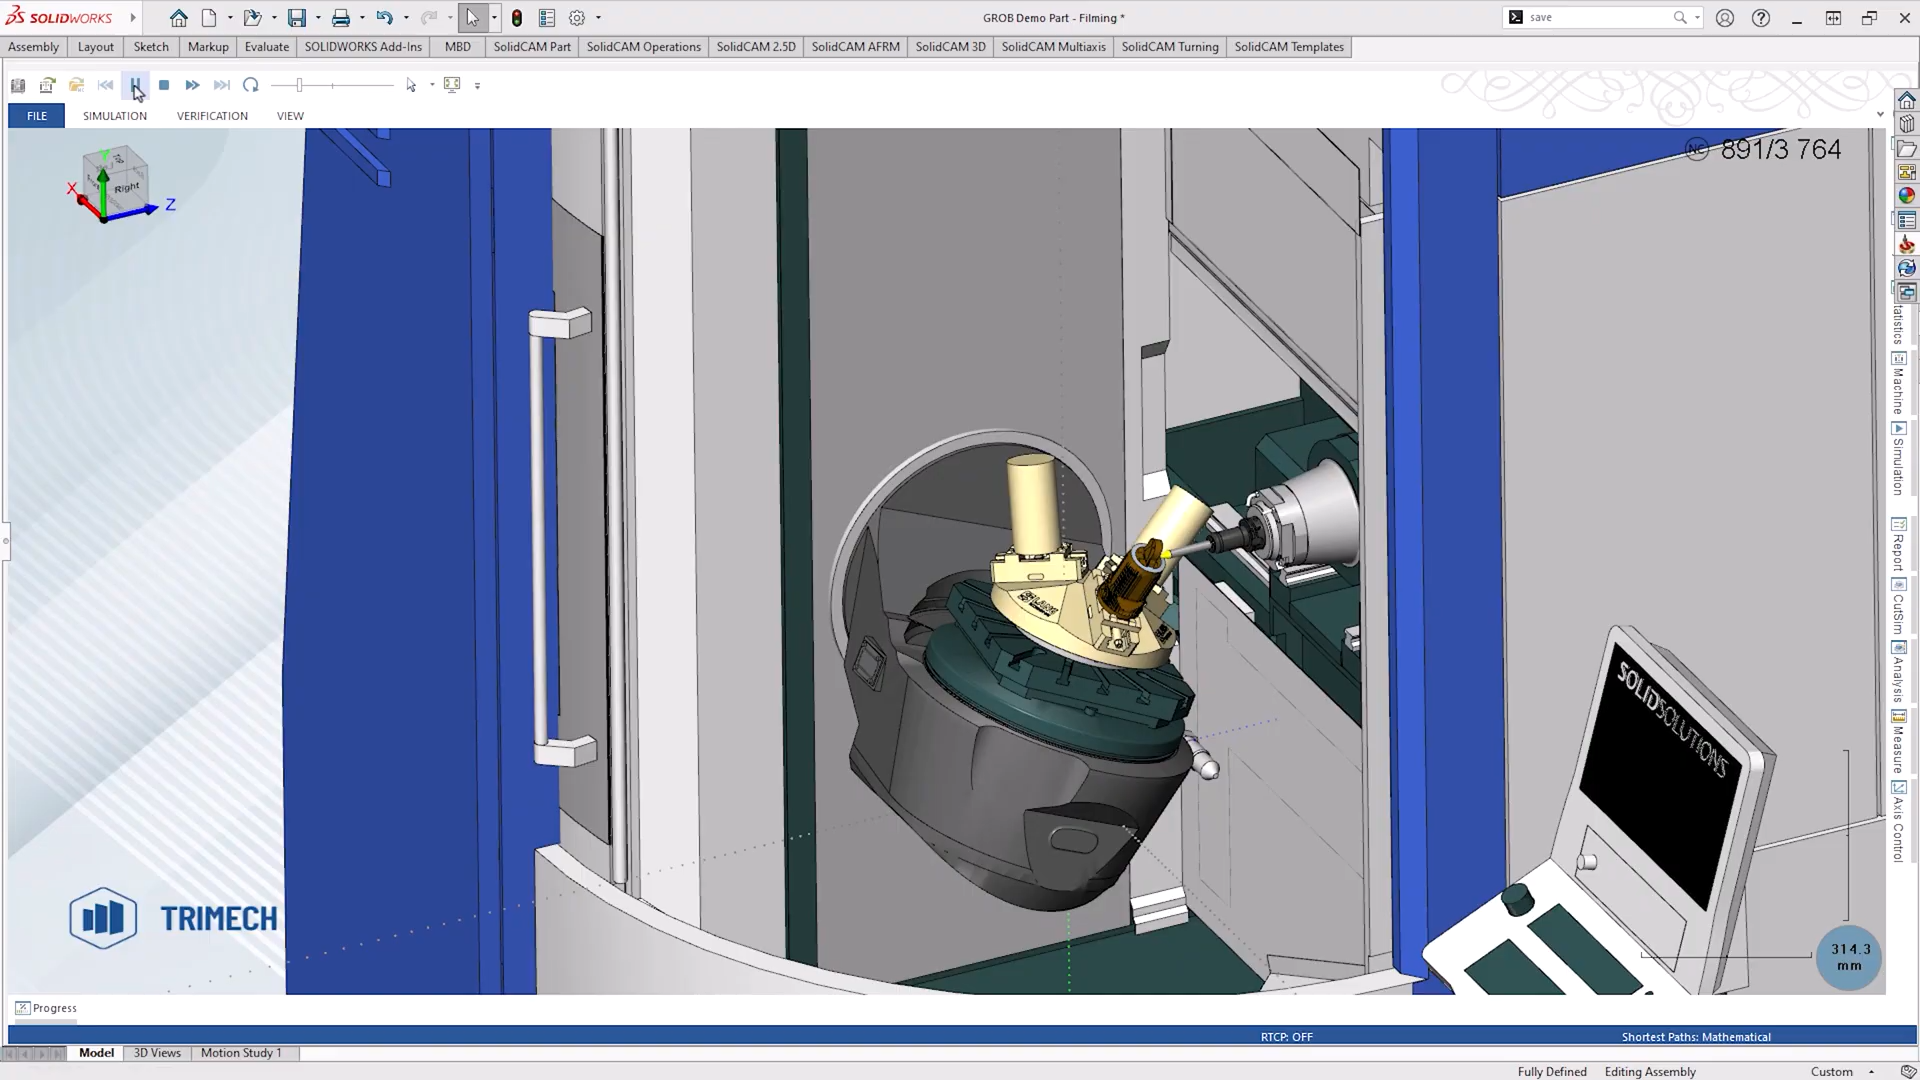 SOLIDWORKS
GROB Demo Part - Filming *
save
Assembly Layout Sketch Markup Evaluate SOLIDWORKS Add-Ins MBD SolidCAM Part SolidCAM Operations SolidCAM 2.5D SolidCAM AFRM SolidCAM 3D SolidCAM Multiaxis SolidCAM Turning SolidCAM Templates
FILE SIMULATION VERIFICATION VIEW
NC 891/3 764
Y
X
Right
Z
Machine
Simulation
Report
CutSim
Analysis
Measure
Axis Control
SOLIDSOLUTIONS
TRIMECH
314.3
mm
Progress
RTCP: OFF
Shortest Paths: Mathematical
Model 3D Views Motion Study 1
Fully Defined Editing Assembly Custom